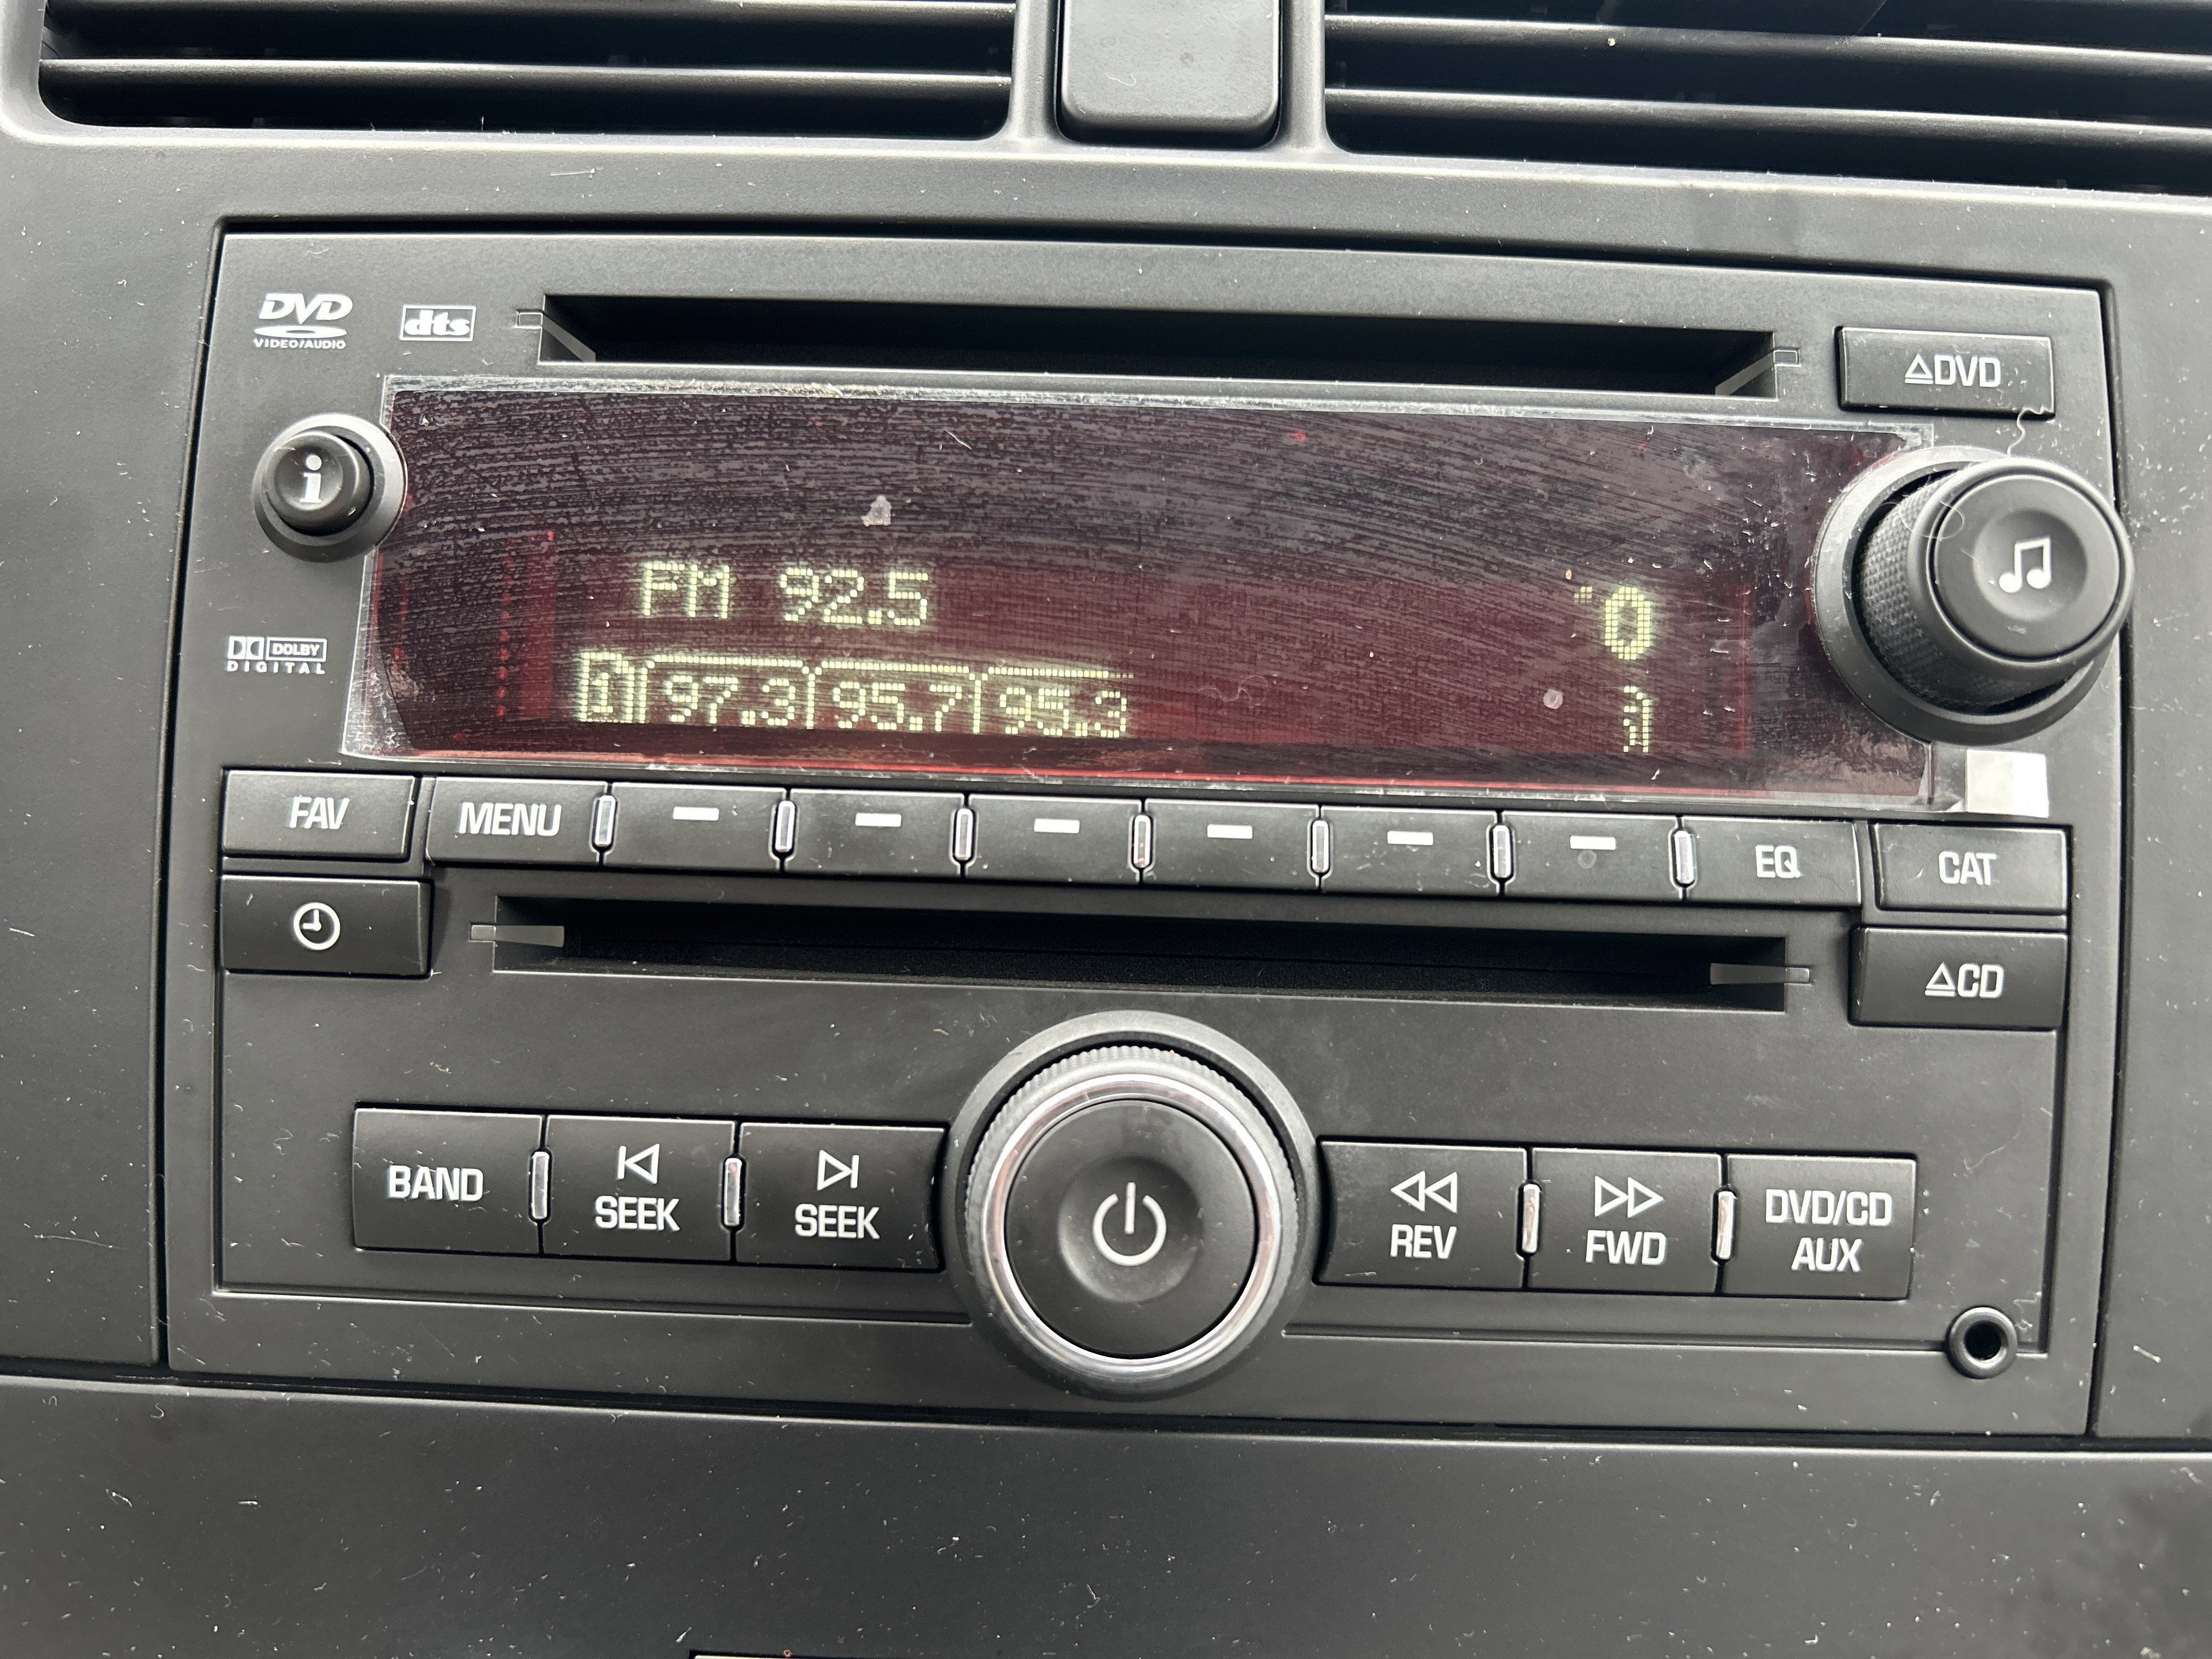 DVD
VIDEO/AUDIO
dts
△DVD
i
FM 92.5
0
DOLBY
DIGITAL
1 97.3 95.7 95.3
FAV
MENU
EQ
CAT
△CD
BAND
SEEK
SEEK
REV
FWD
DVD/CD
AUX